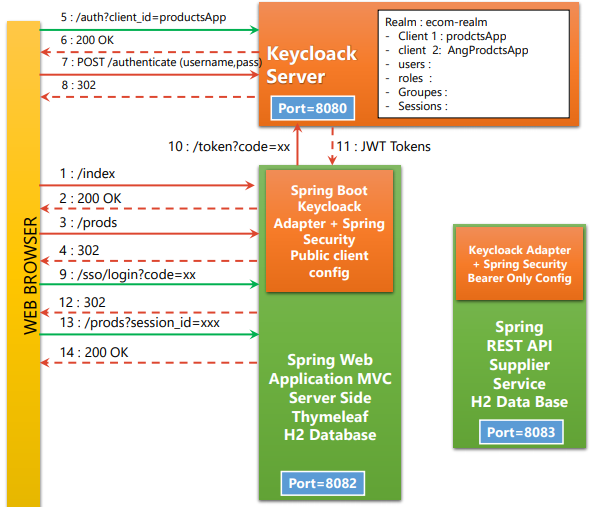 5 : /auth?client_id=productsApp
6 : 200 OK
7 : POST /authenticate (username,pass)
8 : 302
Keycloack
Server
Port=8080
Realm : ecom-realm
- Client 1 : prodctsApp
- client 2: AngProdctsApp
- users :
- roles :
- Groupes :
- Sessions :
10 : /token?code=xx
11 : JWT Tokens
WEB BROWSER
1 : /index
2 : 200 OK
3 : /prods
4 : 302
9 : /sso/login?code=xx
12 : 302
13 : /prods?session_id=xxx
14 : 200 OK
Spring Boot
Keycloack
Adapter + Spring
Security
Public client
config
Spring Web
Application MVC
Server Side
Thymeleaf
H2 Database
Port=8082
Keycloack Adapter
+ Spring Security
Bearer Only Config
Spring
REST API
Supplier
Service
H2 Data Base
Port=8083